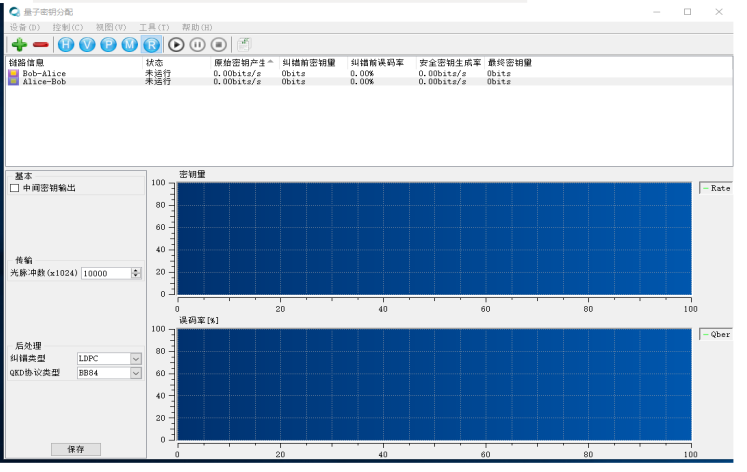 量子密钥分配
设备(D) 控制(C) 视图(V) 工具(T) 帮助(H)
H V P M R
链路信息 状态 原始密钥产生 纠错前密钥量 纠错前误码率 安全密钥生成率 最终密钥量
Bob-Alice 未运行 0.00bits/s 0bits 0.00% 0.00bits/s 0bits
Alice-Bob 未运行 0.00bits/s 0bits 0.00% 0.00bits/s 0bits
基本
中间密钥输出
传输
光脉冲数(x1024) 10000
后处理
纠错类型 LDPC
QKD协议类型 BB84
保存
密钥量
100
80
60
40
20
0
0 20 40 60 80 100
Rate
误码率[%]
100
80
60
40
20
0
0 20 40 60 80 100
Qber